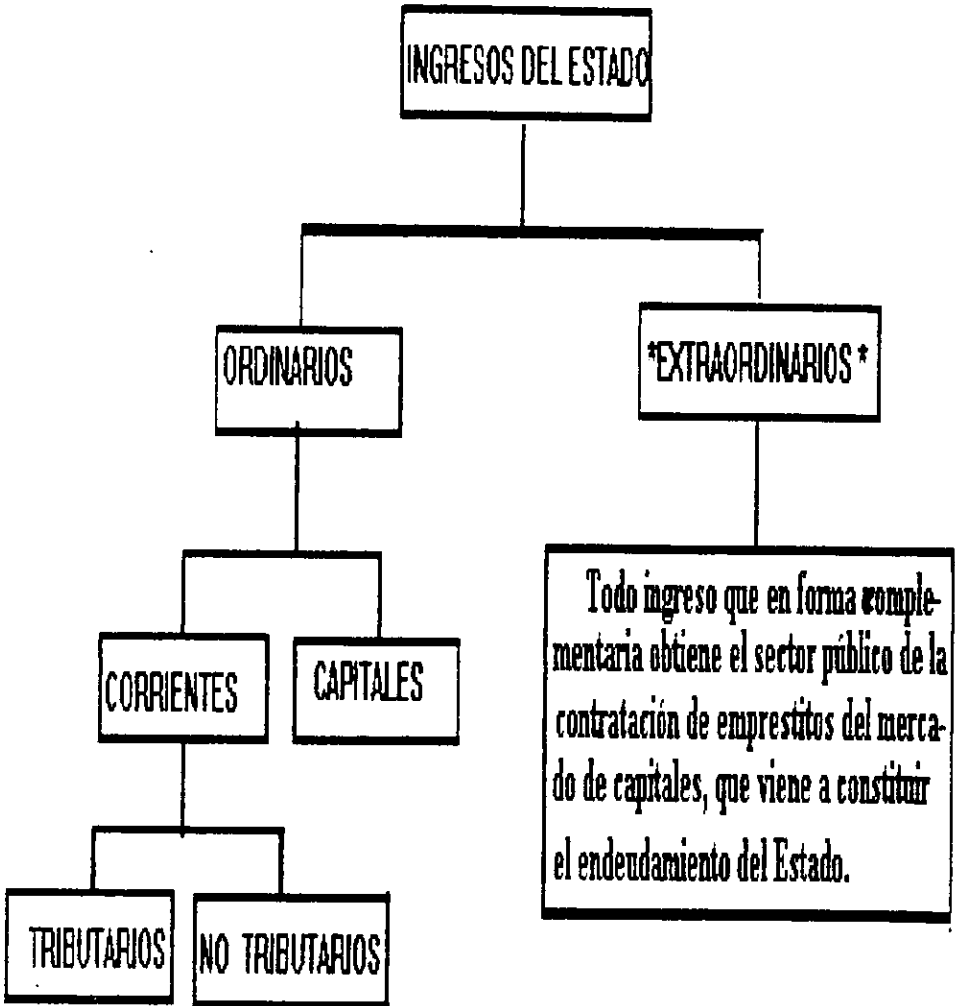 INGRESOS DEL ESTADO
ORDINARIOS
*EXTRAORDINARIOS *
CORRIENTES
CAPITALES
TRIBUTARIOS
NO TRIBUTARIOS
Todo ingreso que en forma comple-
mentaria obtiene el sector público de la
contratación de emprestitos del merca-
do de capitales, que viene a constituir
el endeudamiento del Estado.